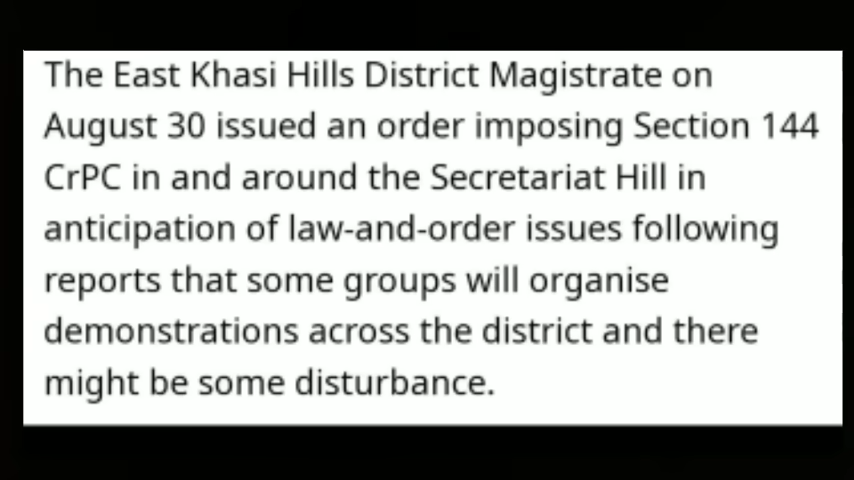 The East Khasi Hills District Magistrate on
August 30 issued an order imposing Section 144
CrPC in and around the Secretariat Hill in
anticipation of law-and-order issues following
reports that some groups will organise
demonstrations across the district and there
might be some disturbance.